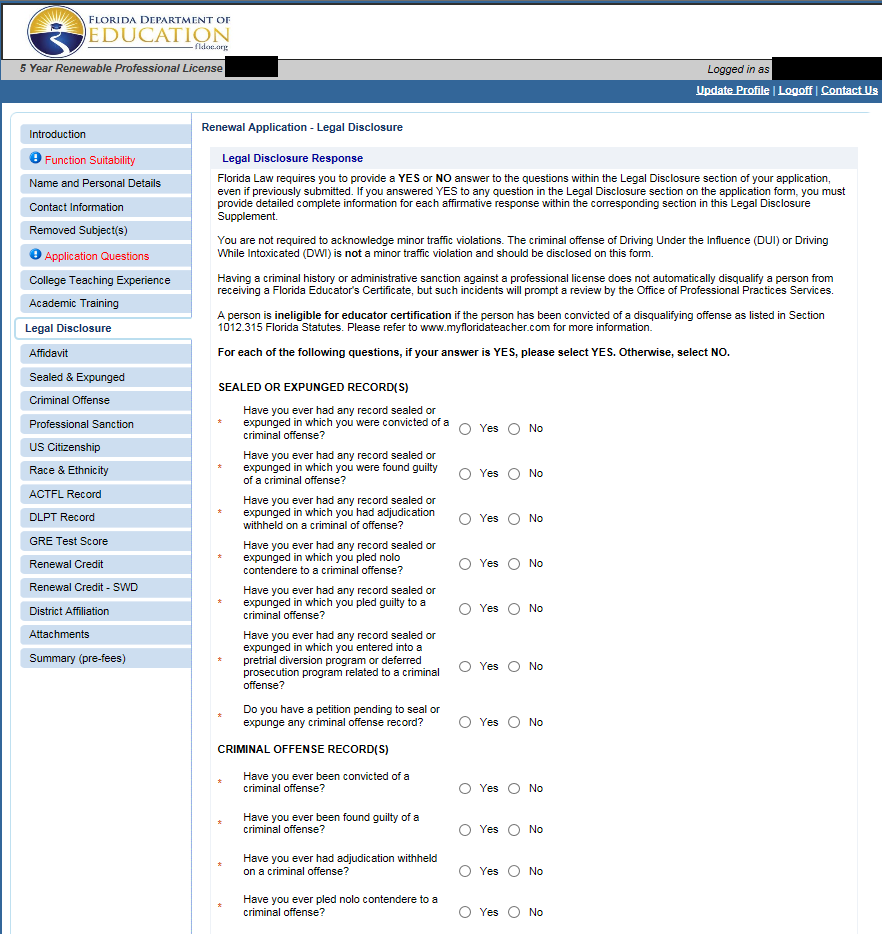 FLORIDA DEPARTMENT OF
EDUCATION
fldoe.org
5 Year Renewable Professional License
Logged in as
Update Profile | Logoff | Contact Us
Introduction
Function Suitability
Name and Personal Details
Contact Information
Removed Subject(s)
Application Questions
College Teaching Experience
Academic Training
Legal Disclosure
Affidavit
Sealed & Expunged
Criminal Offense
Professional Sanction
US Citizenship
Race & Ethnicity
ACTFL Record
DLPT Record
GRE Test Score
Renewal Credit
Renewal Credit - SWD
District Affiliation
Attachments
Summary (pre-fees)
Renewal Application - Legal Disclosure
Legal Disclosure Response
Florida Law requires you to provide a YES or NO answer to the questions within the Legal Disclosure section of your application,
even if previously submitted. If you answered YES to any question in the Legal Disclosure section on the application form, you must
provide detailed complete information for each affirmative response within the corresponding section in this Legal Disclosure
Supplement.
You are not required to acknowledge minor traffic violations. The criminal offense of Driving Under the Influence (DUI) or Driving
While Intoxicated (DWI) is not a minor traffic violation and should be disclosed on this form.
Having a criminal history or administrative sanction against a professional license does not automatically disqualify a person from
receiving a Florida Educator's Certificate, but such incidents will prompt a review by the Office of Professional Practices Services.
A person is ineligible for educator certification if the person has been convicted of a disqualifying offense as listed in Section
1012.315 Florida Statutes. Please refer to www.myfloridateacher.com for more information.
For each of the following questions, if your answer is YES, please select YES. Otherwise, select NO.
SEALED OR EXPUNGED RECORD(S)
Have you ever had any record sealed or
* expunged in which you were convicted of a
criminal offense?
Yes No
Have you ever had any record sealed or
* expunged in which you were found guilty
of a criminal offense?
Yes No
Have you ever had any record sealed or
* expunged in which you had adjudication
withheld on a criminal of offense?
Yes No
Have you ever had any record sealed or
* expunged in which you pled nolo
contendere to a criminal offense?
Yes No
Have you ever had any record sealed or
* expunged in which you pled guilty to a
criminal offense?
Yes No
Have you ever had any record sealed or
expunged in which you entered into a
* pretrial diversion program or deferred
prosecution program related to a criminal
offense?
Yes No
* Do you have a petition pending to seal or
expunge any criminal offense record?
Yes No
CRIMINAL OFFENSE RECORD(S)
* Have you ever been convicted of a
criminal offense?
Yes No
* Have you ever been found guilty of a
criminal offense?
Yes No
* Have you ever had adjudication withheld
on a criminal offense?
Yes No
* Have you ever pled nolo contendere to a
criminal offense?
Yes No